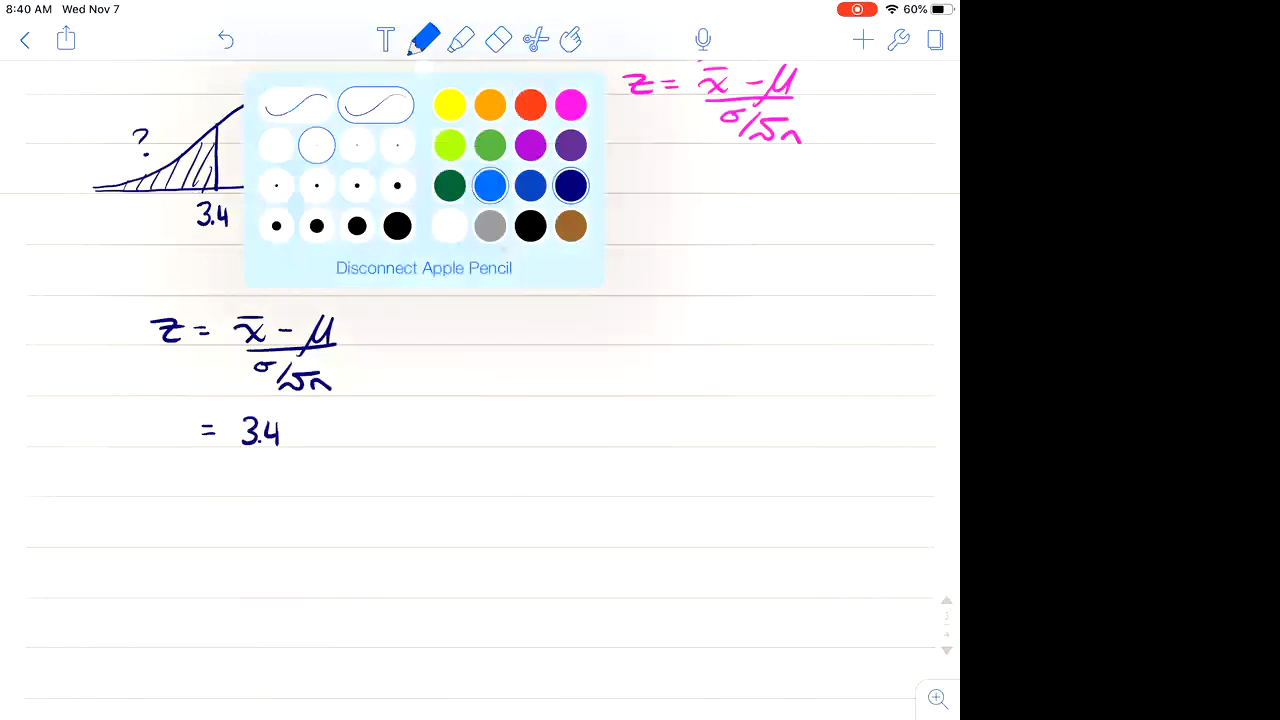 8:40 AM Wed Nov 7
60%
T
z = x̄ - μ
σ/√n
?
3.4
Disconnect Apple Pencil
z = x̄ - μ
σ/√n
= 3.4